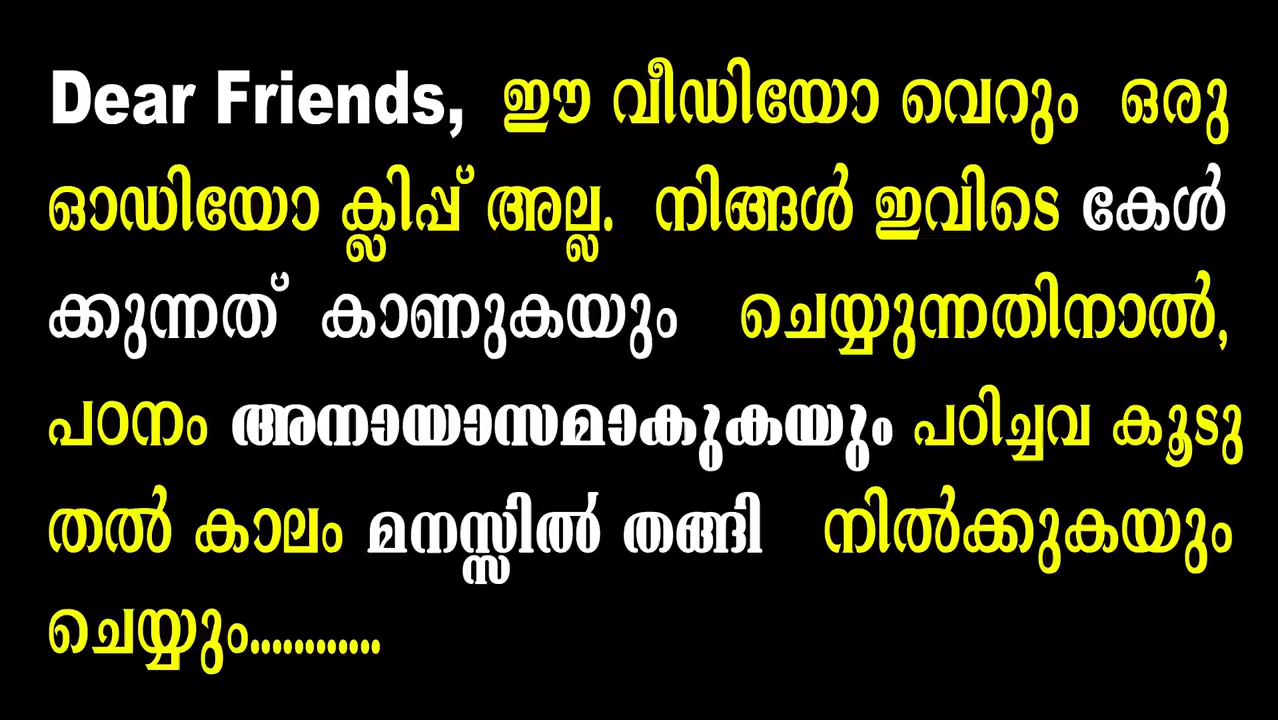 Dear Friends, ഈ വീഡിയോ വെറും ഒരു
ഓഡിയോ ക്ലിപ്പ് അല്ല. നിങ്ങൾ ഇവിടെ കേൾ
ക്കുന്നത് കാണുകയും ചെയ്യുന്നതിനാൽ,
പഠനം അനായാസമാകുകയും പഠിച്ചവ കൂടു
തൽ കാലം മനസ്സിൽ തങ്ങി നിൽക്കുകയും
ചെയ്യും............